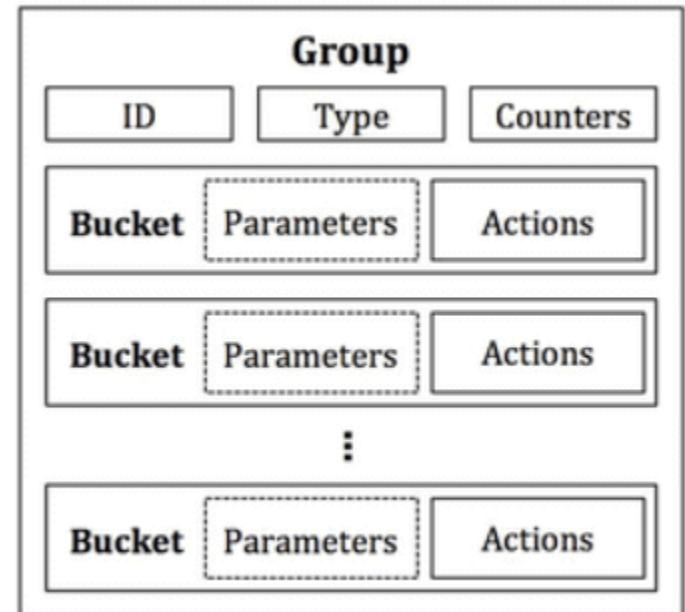 Group
ID Type Counters
Bucket Parameters Actions
Bucket Parameters Actions
Bucket Parameters Actions